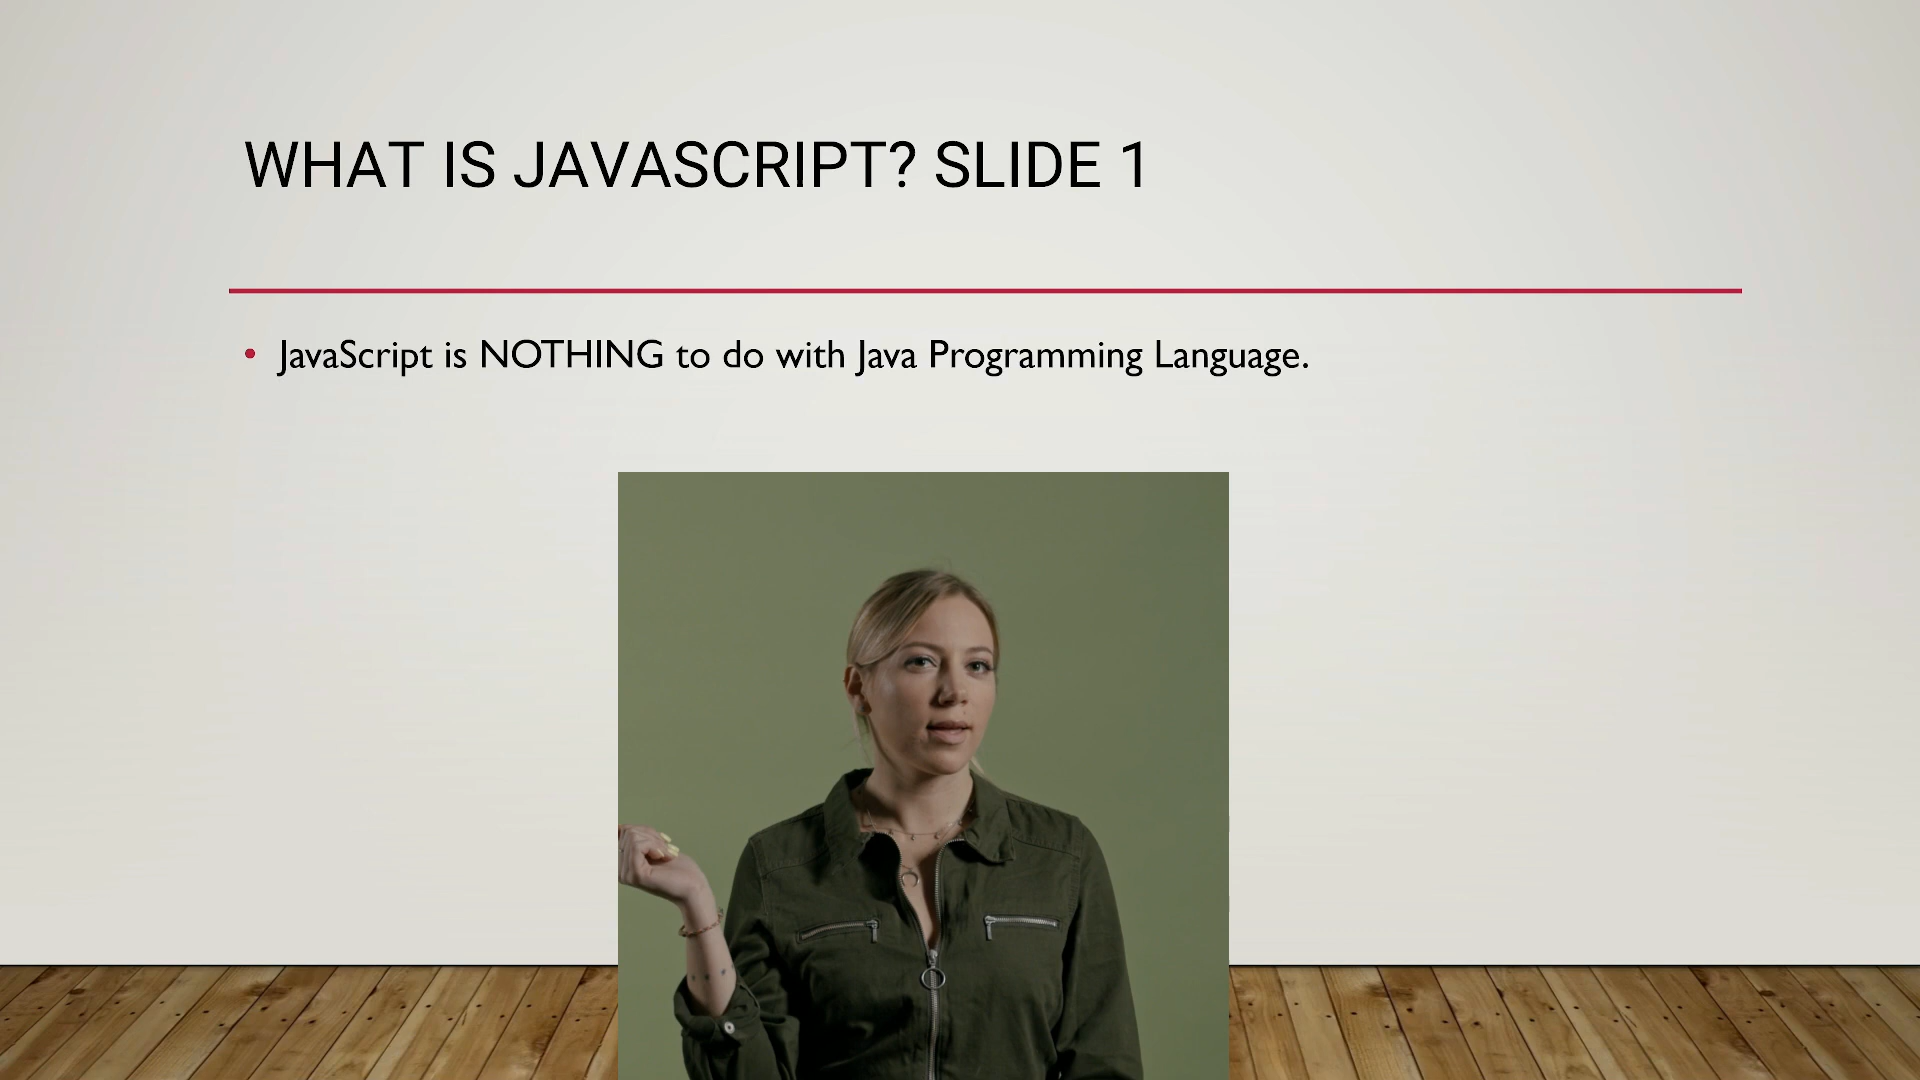 WHAT IS JAVASCRIPT? SLIDE 1
• JavaScript is NOTHING to do with Java Programming Language.